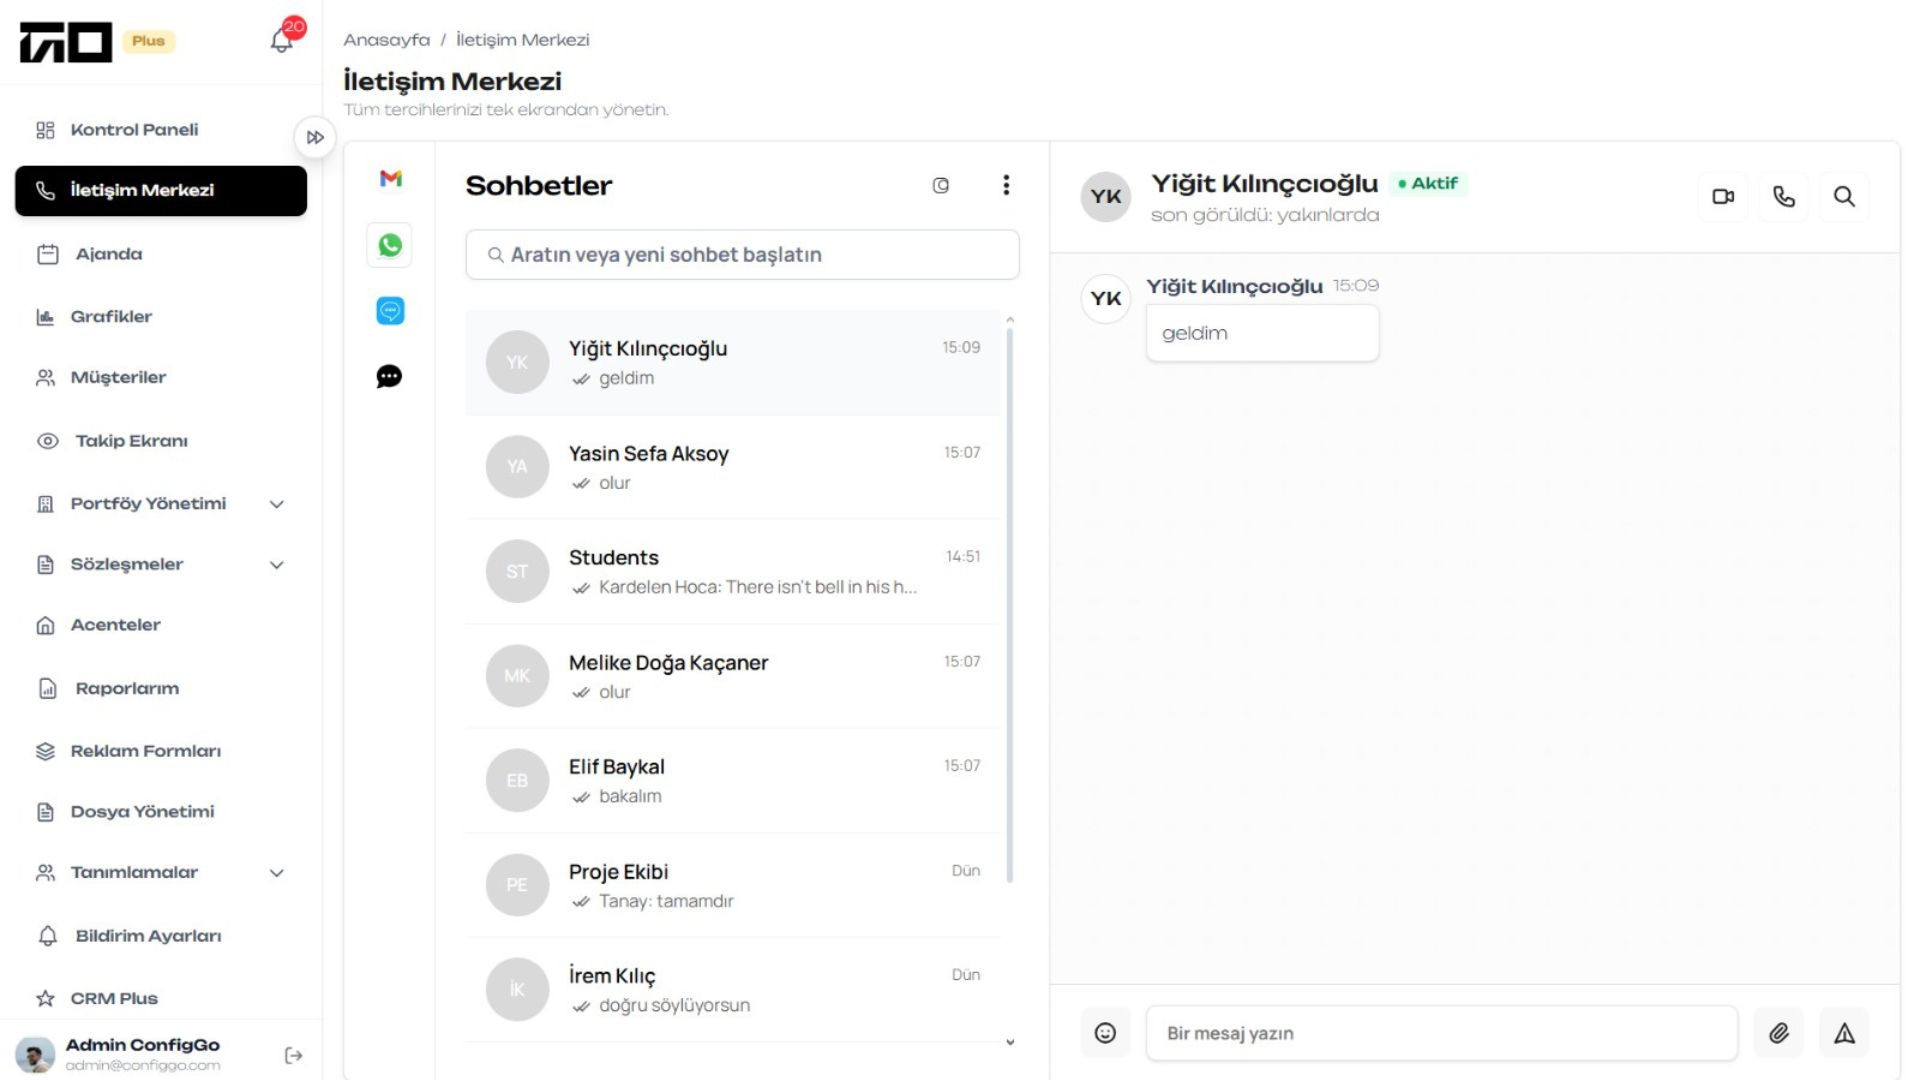 GO Plus
20
Kontrol Paneli
İletişim Merkezi
Ajanda
Grafikler
Müşteriler
Takip Ekranı
Portföy Yönetimi
Sözleşmeler
Acenteler
Raporlarım
Reklam Formları
Dosya Yönetimi
Tanımlamalar
Bildirim Ayarları
CRM Plus
Admin ConfigGo
admin@configgo.com
Anasayfa / İletişim Merkezi
İletişim Merkezi
Tüm tercihlerinizi tek ekrandan yönetin.
Sohbetler
Aratın veya yeni sohbet başlatın
YK
Yiğit Kılınçcıoğlu 15:09
geldim
YA
Yasin Sefa Aksoy 15:07
olur
ST
Students 14:51
Kardelen Hoca: There isn't bell in his h...
MK
Melike Doğa Kaçaner 15:07
olur
EB
Elif Baykal 15:07
bakalım
PE
Proje Ekibi Dün
Tanay: tamamdır
İK
İrem Kılıç Dün
doğru söylüyorsun
YK
Yiğit Kılınçcıoğlu Aktif
son görüldü: yakınlarda
YK
Yiğit Kılınçcıoğlu 15:09
geldim
Bir mesaj yazın